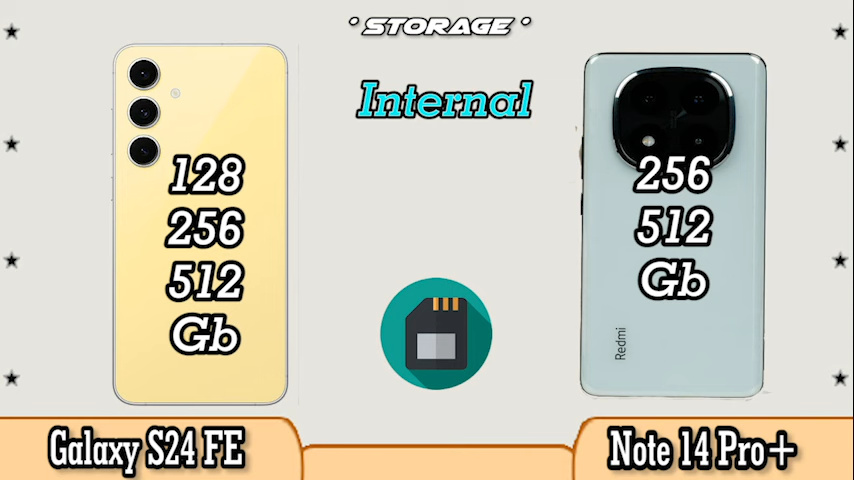 * STORAGE *
Internal
128
256
512
Gb
256
512
Gb
Redmi
Galaxy S24 FE
Note 14 Pro+